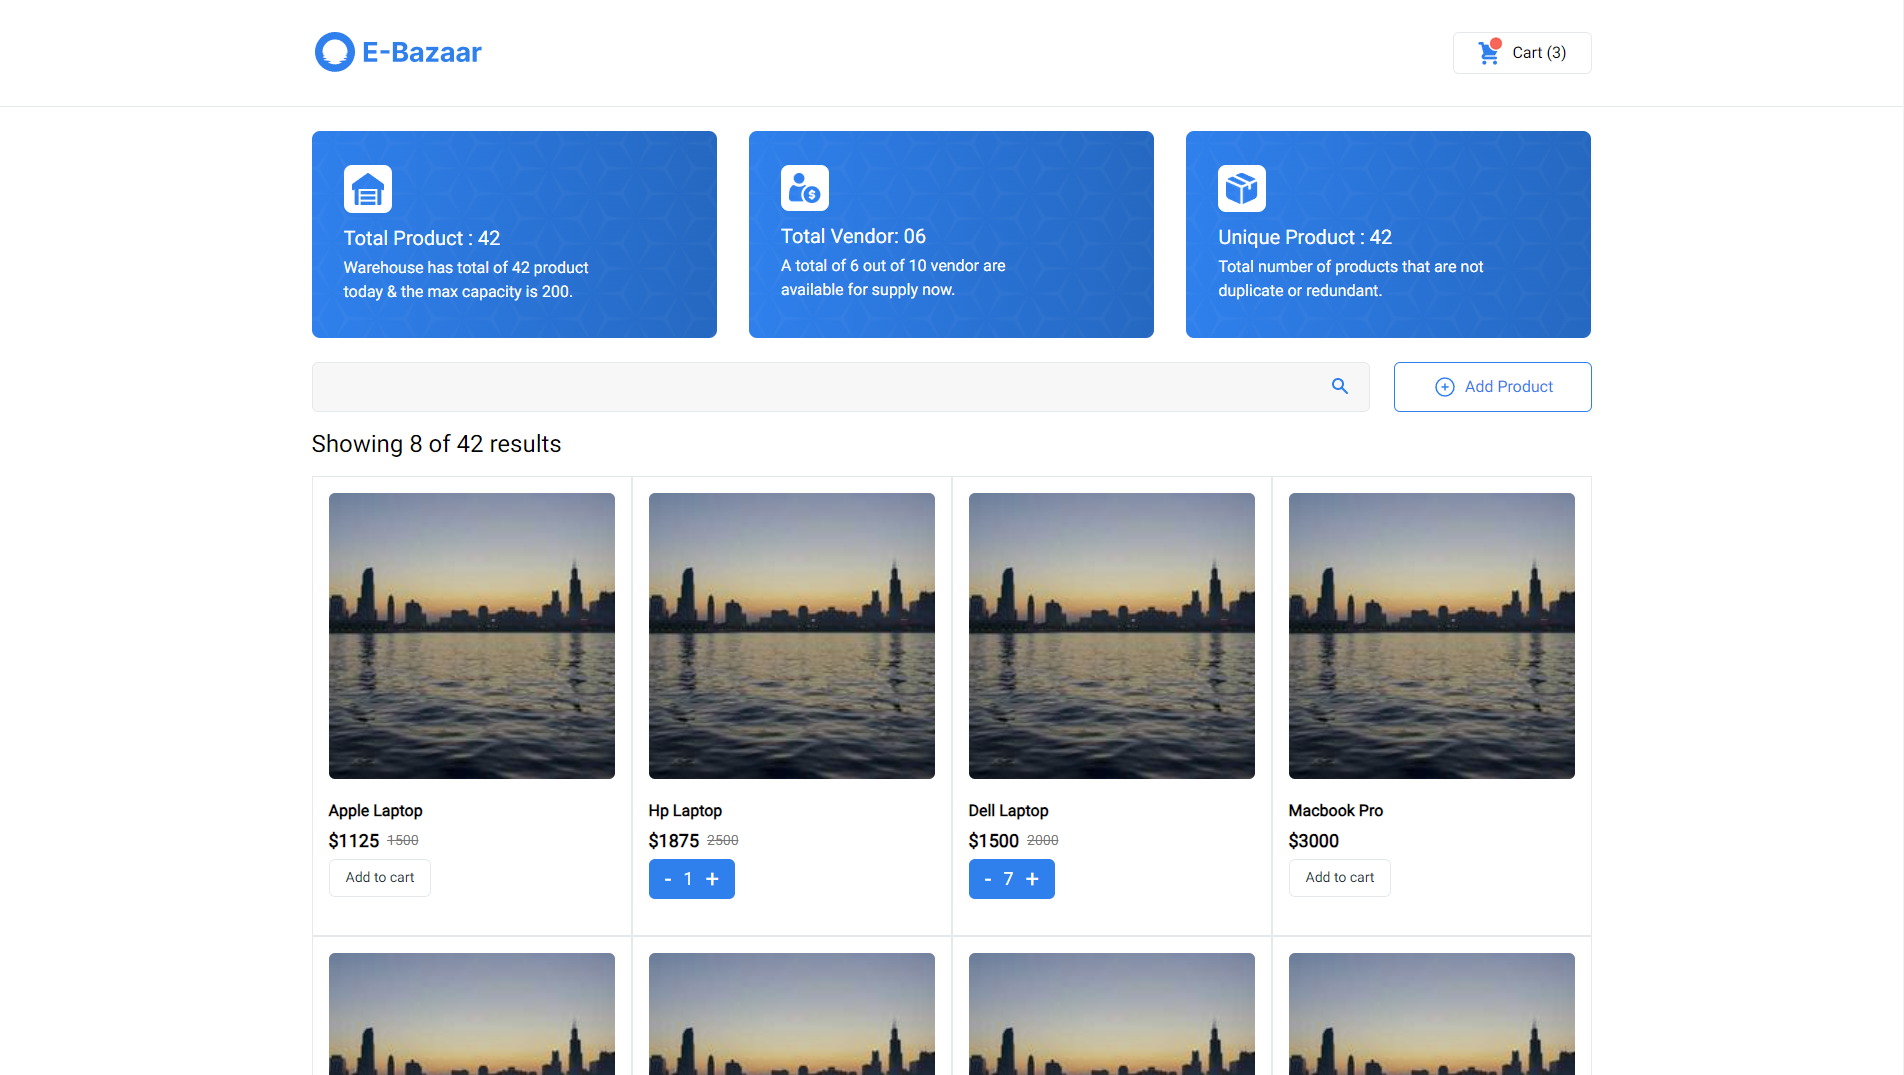 E-Bazaar
Cart (3)
Total Product : 42
Warehouse has total of 42 product
today & the max capacity is 200.
$
Total Vendor: 06
A total of 6 out of 10 vendor are
available for supply now.
Unique Product : 42
Total number of products that are not
duplicate or redundant.
Add Product
Showing 8 of 42 results
Apple Laptop
$1125 1500
Add to cart
Hp Laptop
$1875 2500
- 1 +
Dell Laptop
$1500 2000
- 7 +
Macbook Pro
$3000
Add to cart